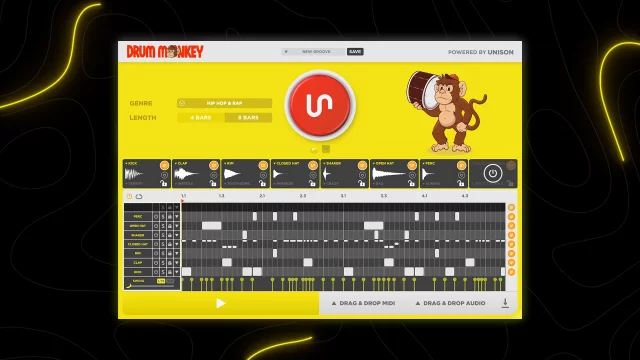 DRUM MONKEY
NEW GROOVE
SAVE
POWERED BY UNISON
GENRE
HIP HOP & RAP
LENGTH
4 BARS
8 BARS
KICK
CLAP
RIM
CLOSED HAT
SHAKER
OPEN HAT
PERC
1.1
1.3
2.1
2.3
3.1
3.3
4.1
4.3
PERC
OPEN HAT
SHAKER
CLOSED HAT
RIM
CLAP
KICK
DRAG & DROP MIDI
DRAG & DROP AUDIO